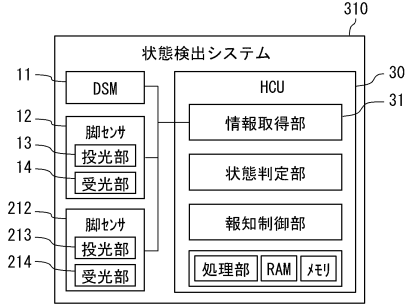 310
状態検出システム
11
DSM
12
脚センサ
13
投光部
14
受光部
212
脚センサ
213
投光部
214
受光部
30
HCU
31
情報取得部
状態判定部
報知制御部
処理部
RAM
メモリ